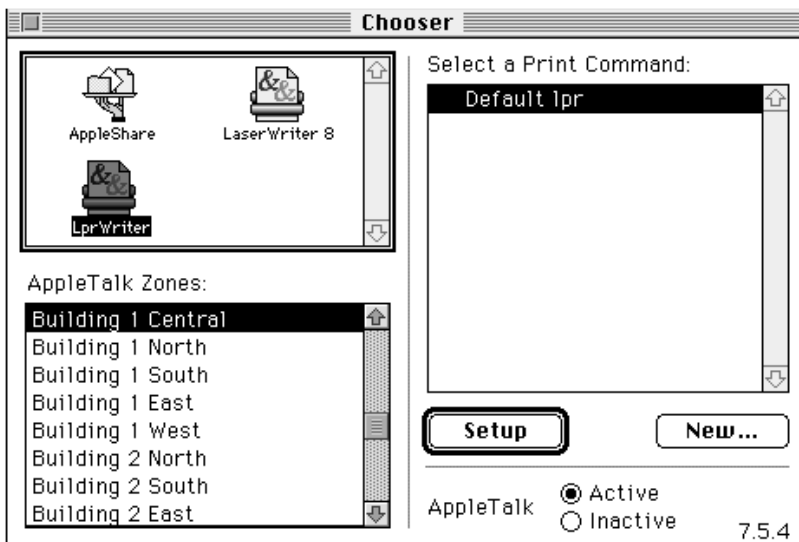 Chooser
AppleShare
LaserWriter 8
LprWriter
AppleTalk Zones:
Building 1 Central
Building 1 North
Building 1 South
Building 1 East
Building 1 West
Building 2 North
Building 2 South
Building 2 East
Select a Print Command:
Default lpr
Setup
New...
AppleTalk
Active
Inactive
7.5.4